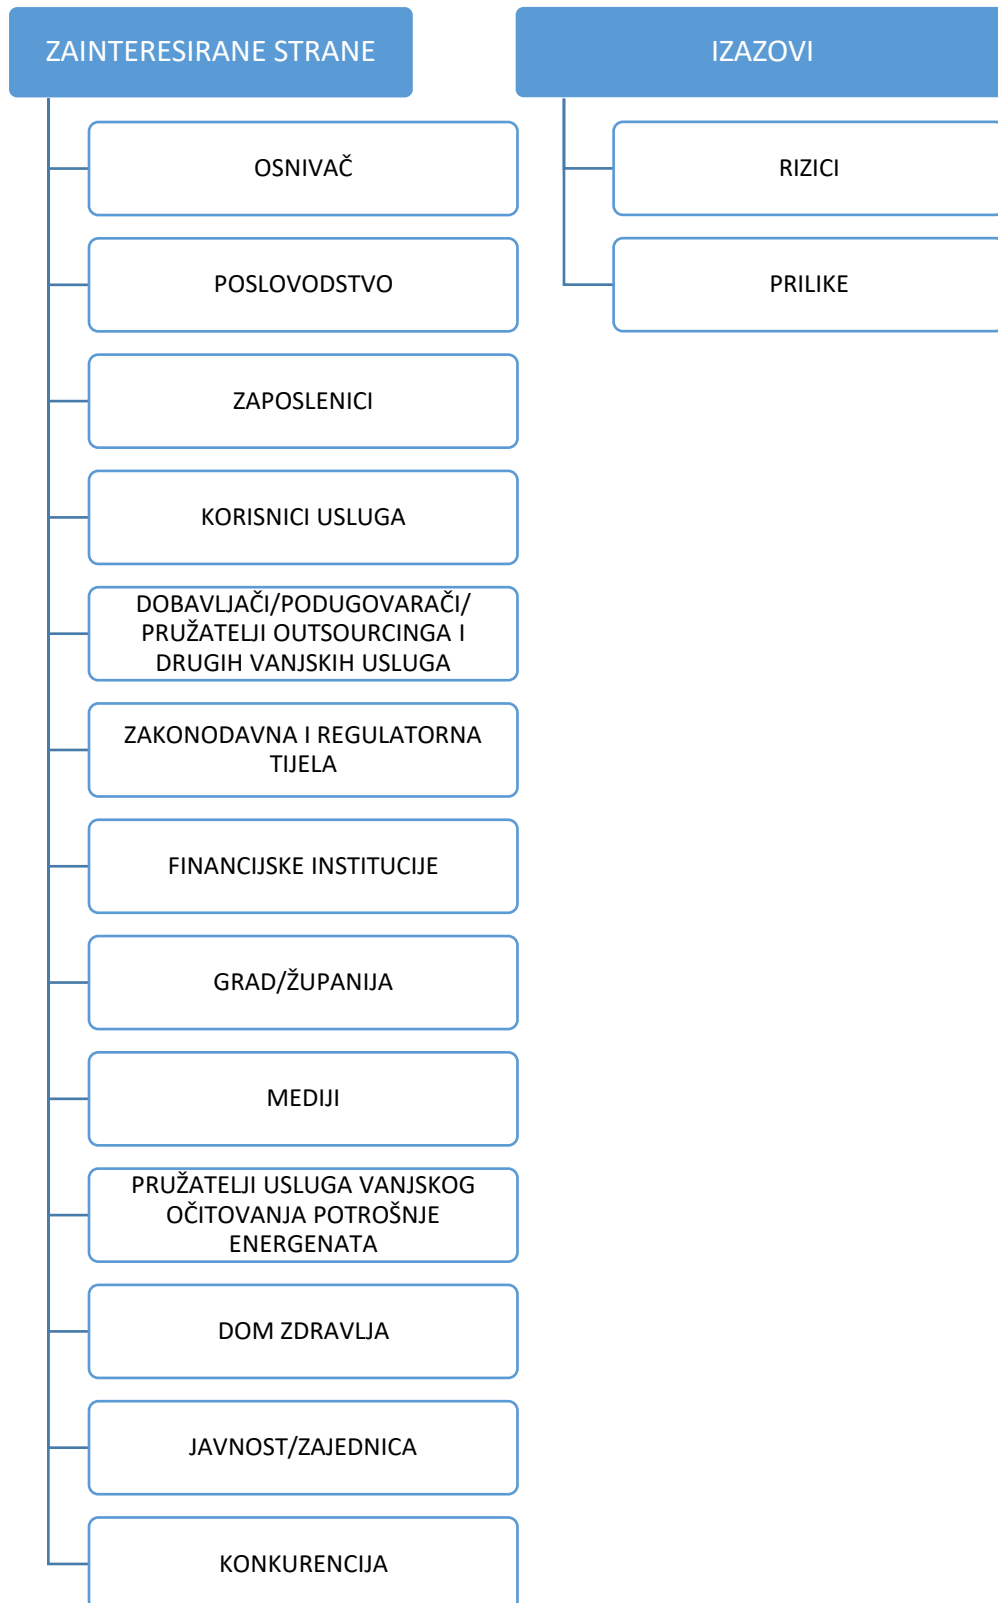 ZAINTERESIRANE STRANE
OSNIVAČ
POSLOVODSTVO
ZAPOSLENICI
KORISNICI USLUGA
DOBAVLJAČI/PODUGOVARAČI/
PRUŽATELJI OUTSOURCINGA I
DRUGIH VANJSKIH USLUGA
ZAKONODAVNA I REGULATORNA
TIJELA
FINANCIJSKE INSTITUCIJE
GRAD/ŽUPANIJA
MEDIJI
PRUŽATELJI USLUGA VANJSKOG
OČITOVANJA POTROŠNJE
ENERGENATA
DOM ZDRAVLJA
JAVNOST/ZAJEDNICA
KONKURENCIJA
IZAZOVI
RIZICI
PRILIKE